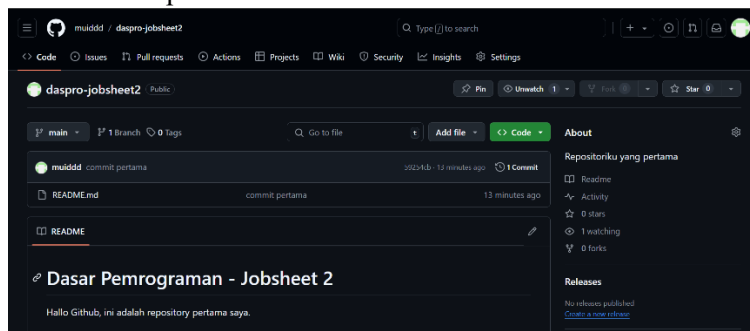 muiddd / daspro-jobsheet2
Type / to search
Code Issues Pull requests Actions Projects Wiki Security Insights Settings
daspro-jobsheet2 Public
Pin Unwatch 1 Fork 0 Star 0
main 1 Branch 0 Tags Go to file t Add file Code
About
muiddd commit pertama 13 minutes ago 1 Commit
Repositoriku yang pertama
README.md commit pertama 13 minutes ago
Readme
Activity
0 stars
1 watching
0 forks
README
Dasar Pemrograman - Jobsheet 2
Hallo Github, ini adalah repository pertama saya.
Releases
No releases published
Create a new release